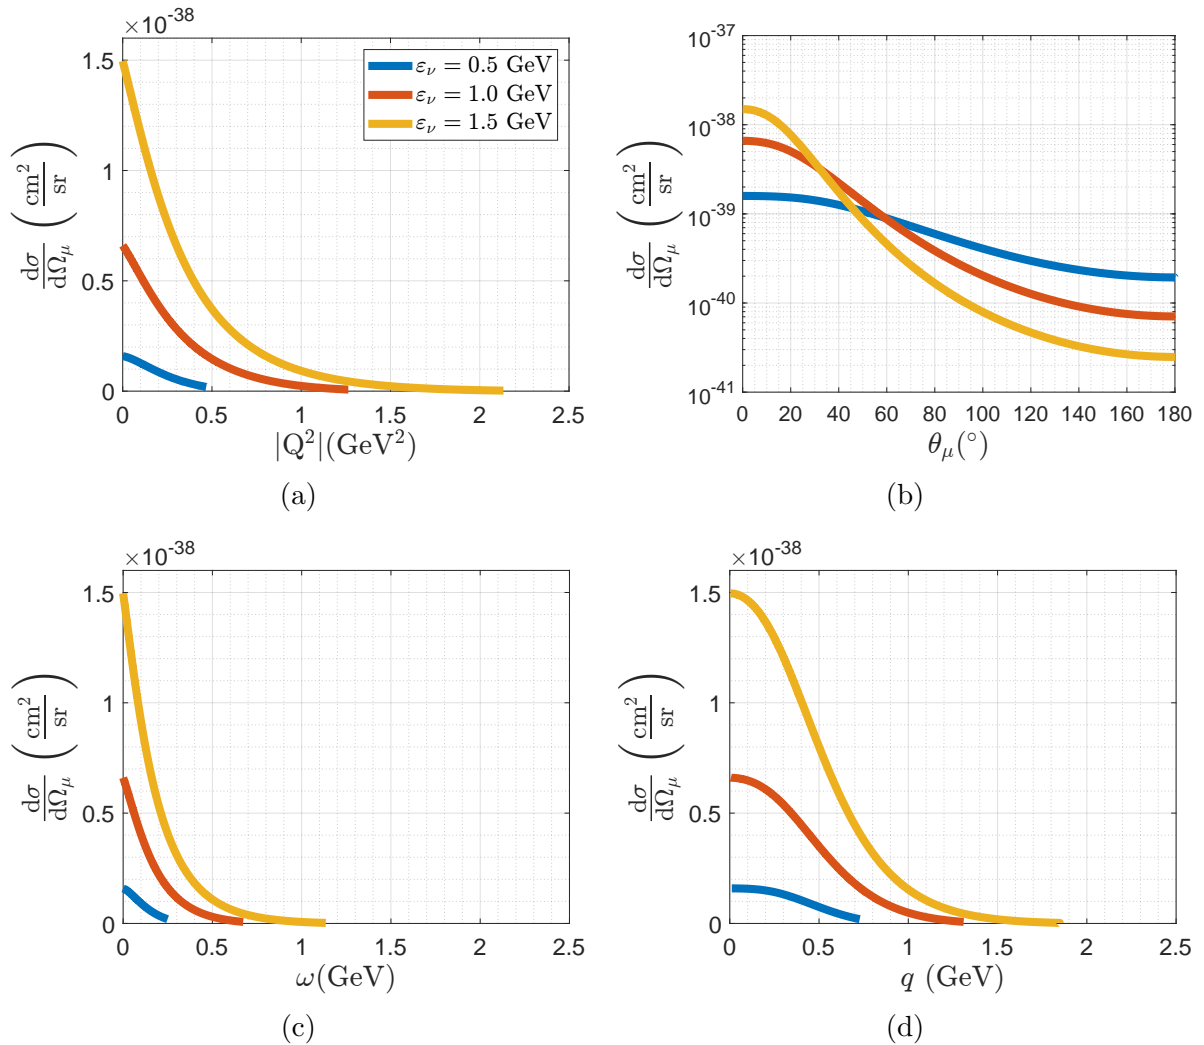 ×10^-38
1.5
1
0.5
0
0 0.5 1 1.5 2 2.5
dσ/dΩ_μ (cm²/sr)
|Q²|(GeV²)
ε_ν = 0.5 GeV
ε_ν = 1.0 GeV
ε_ν = 1.5 GeV
(a)
10^-37
10^-38
10^-39
10^-40
10^-41
0 20 40 60 80 100 120 140 160 180
dσ/dΩ_μ (cm²/sr)
θ_μ(°)
(b)
×10^-38
1.5
1
0.5
0
0 0.5 1 1.5 2 2.5
dσ/dΩ_μ (cm²/sr)
ω(GeV)
(c)
×10^-38
1.5
1
0.5
0
0 0.5 1 1.5 2 2.5
dσ/dΩ_μ (cm²/sr)
q (GeV)
(d)